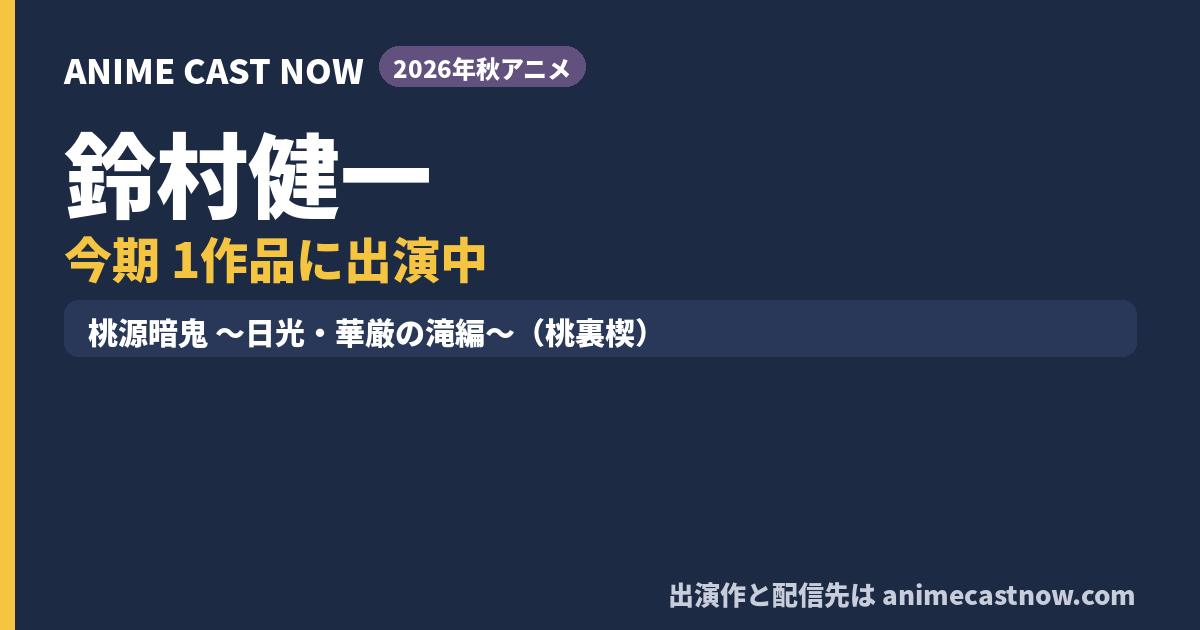 ANIME CAST NOW 2026年秋アニメ
鈴村健一
今期 1作品に出演中
桃源暗鬼 ～日光・華厳の滝編～（桃裏楔）
出演作と配信先は animecastnow.com